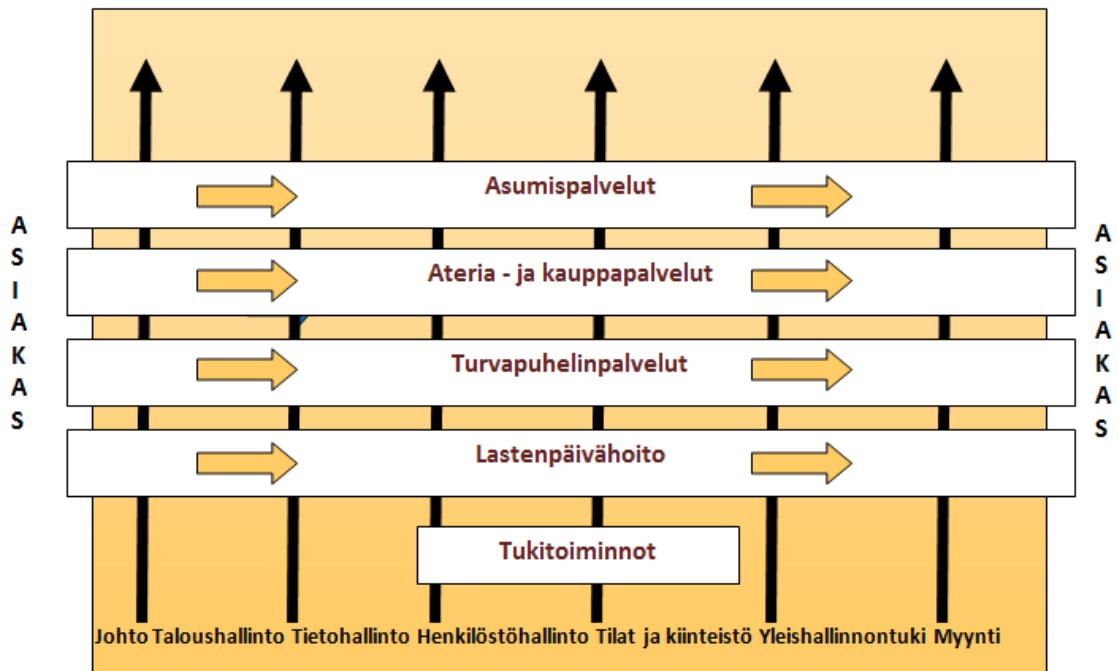 Asumispalvelut
ASIAKAS
ASIAKAS
Ateria - ja kauppapalvelut
Turvapuhelinpalvelut
Lastenpäivähoito
Tukitoiminnot
Johto Taloushallinto Tietohallinto Henkilöstöhallinto Tilat ja kiinteistö Yleishallinnontuki Myynti